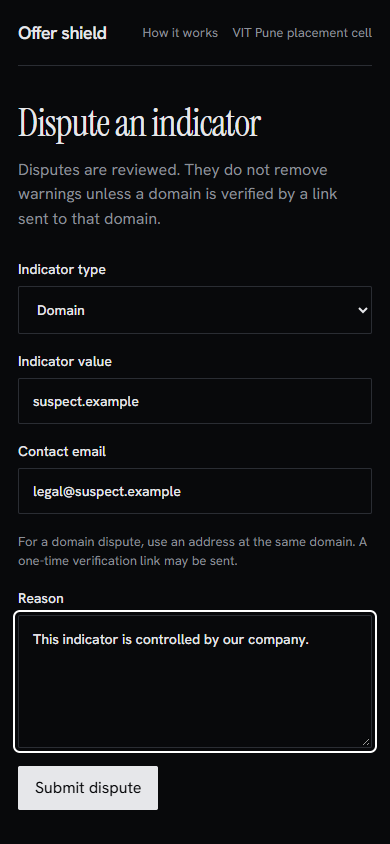 Offer shield
How it works
VIT Pune placement cell
Dispute an indicator
Disputes are reviewed. They do not remove
warnings unless a domain is verified by a link
sent to that domain.
Indicator type
Domain
Indicator value
suspect.example
Contact email
legal@suspect.example
For a domain dispute, use an address at the same domain. A
one-time verification link may be sent.
Reason
This indicator is controlled by our company.
Submit dispute